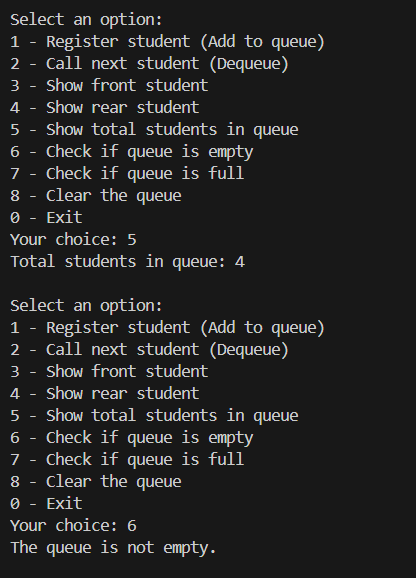 Select an option:
1 - Register student (Add to queue)
2 - Call next student (Dequeue)
3 - Show front student
4 - Show rear student
5 - Show total students in queue
6 - Check if queue is empty
7 - Check if queue is full
8 - Clear the queue
0 - Exit
Your choice: 5
Total students in queue: 4

Select an option:
1 - Register student (Add to queue)
2 - Call next student (Dequeue)
3 - Show front student
4 - Show rear student
5 - Show total students in queue
6 - Check if queue is empty
7 - Check if queue is full
8 - Clear the queue
0 - Exit
Your choice: 6
The queue is not empty.